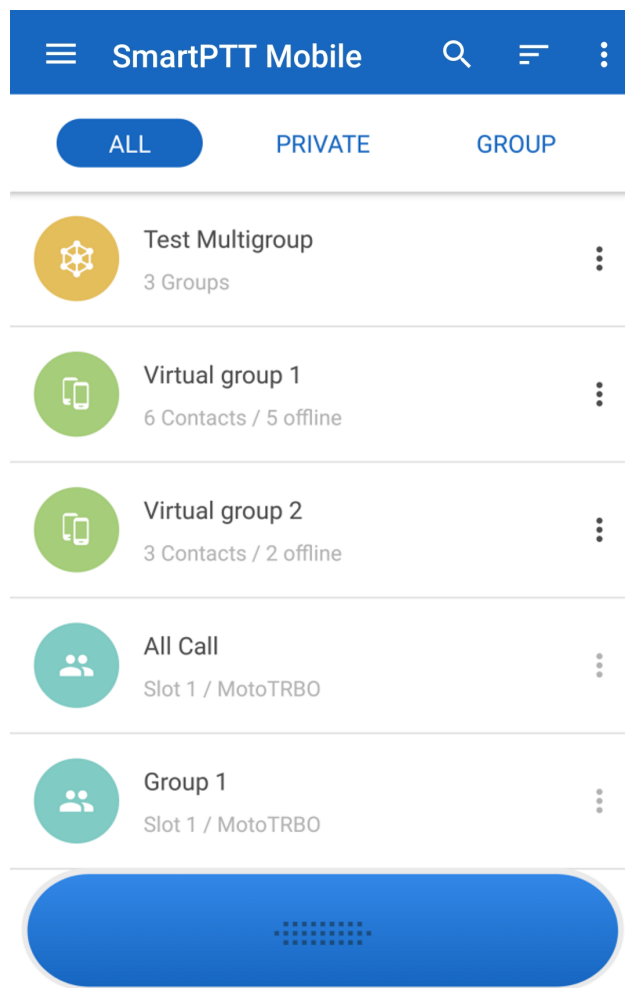 SmartPTT Mobile
ALL PRIVATE GROUP
Test Multigroup
3 Groups
Virtual group 1
6 Contacts / 5 offline
Virtual group 2
3 Contacts / 2 offline
All Call
Slot 1 / MotoTRBO
Group 1
Slot 1 / MotoTRBO